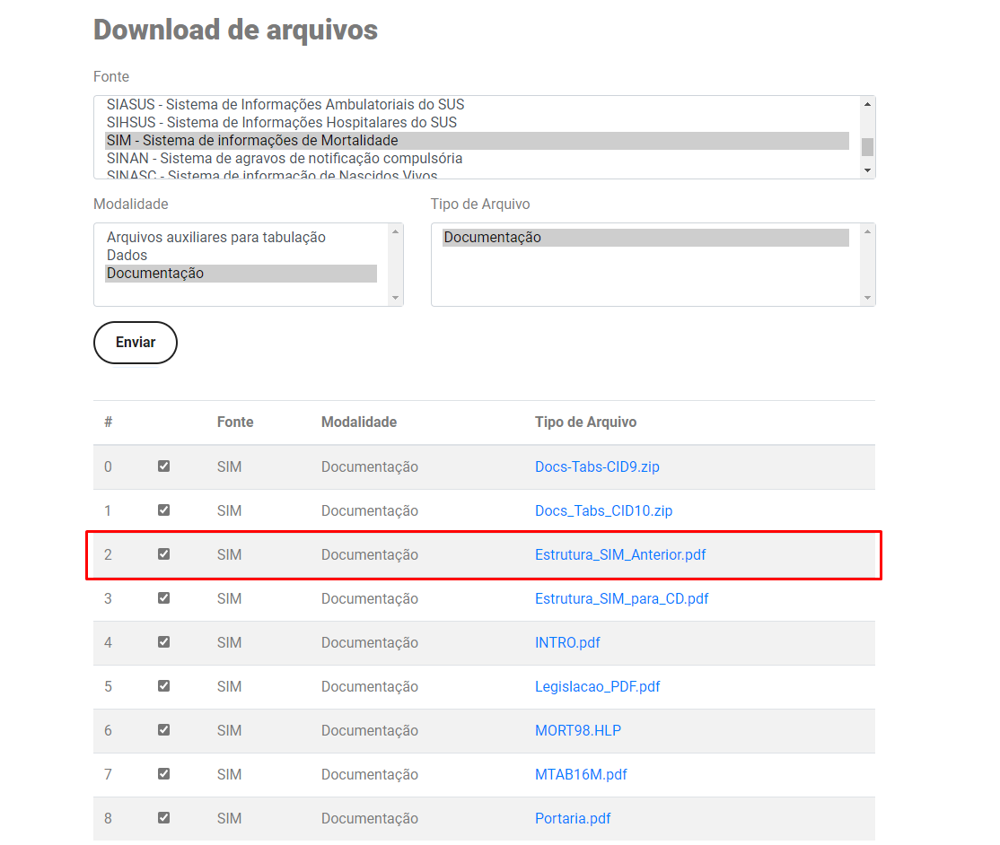 Download de arquivos
Fonte
SIASUS - Sistema de Informações Ambulatoriais do SUS
SIHSUS - Sistema de Informações Hospitalares do SUS
SIM - Sistema de informações de Mortalidade
SINAN - Sistema de agravos de notificação compulsória
SINASC - Sistema de informação de Nascidos Vivos
Modalidade Tipo de Arquivo
Arquivos auxiliares para tabulação Documentação
Dados
Documentação
Enviar
# Fonte Modalidade Tipo de Arquivo
0 SIM Documentação Docs-Tabs-CID9.zip
1 SIM Documentação Docs_Tabs_CID10.zip
2 SIM Documentação Estrutura_SIM_Anterior.pdf
3 SIM Documentação Estrutura_SIM_para_CD.pdf
4 SIM Documentação INTRO.pdf
5 SIM Documentação Legislacao_PDF.pdf
6 SIM Documentação MORT98.HLP
7 SIM Documentação MTAB16M.pdf
8 SIM Documentação Portaria.pdf